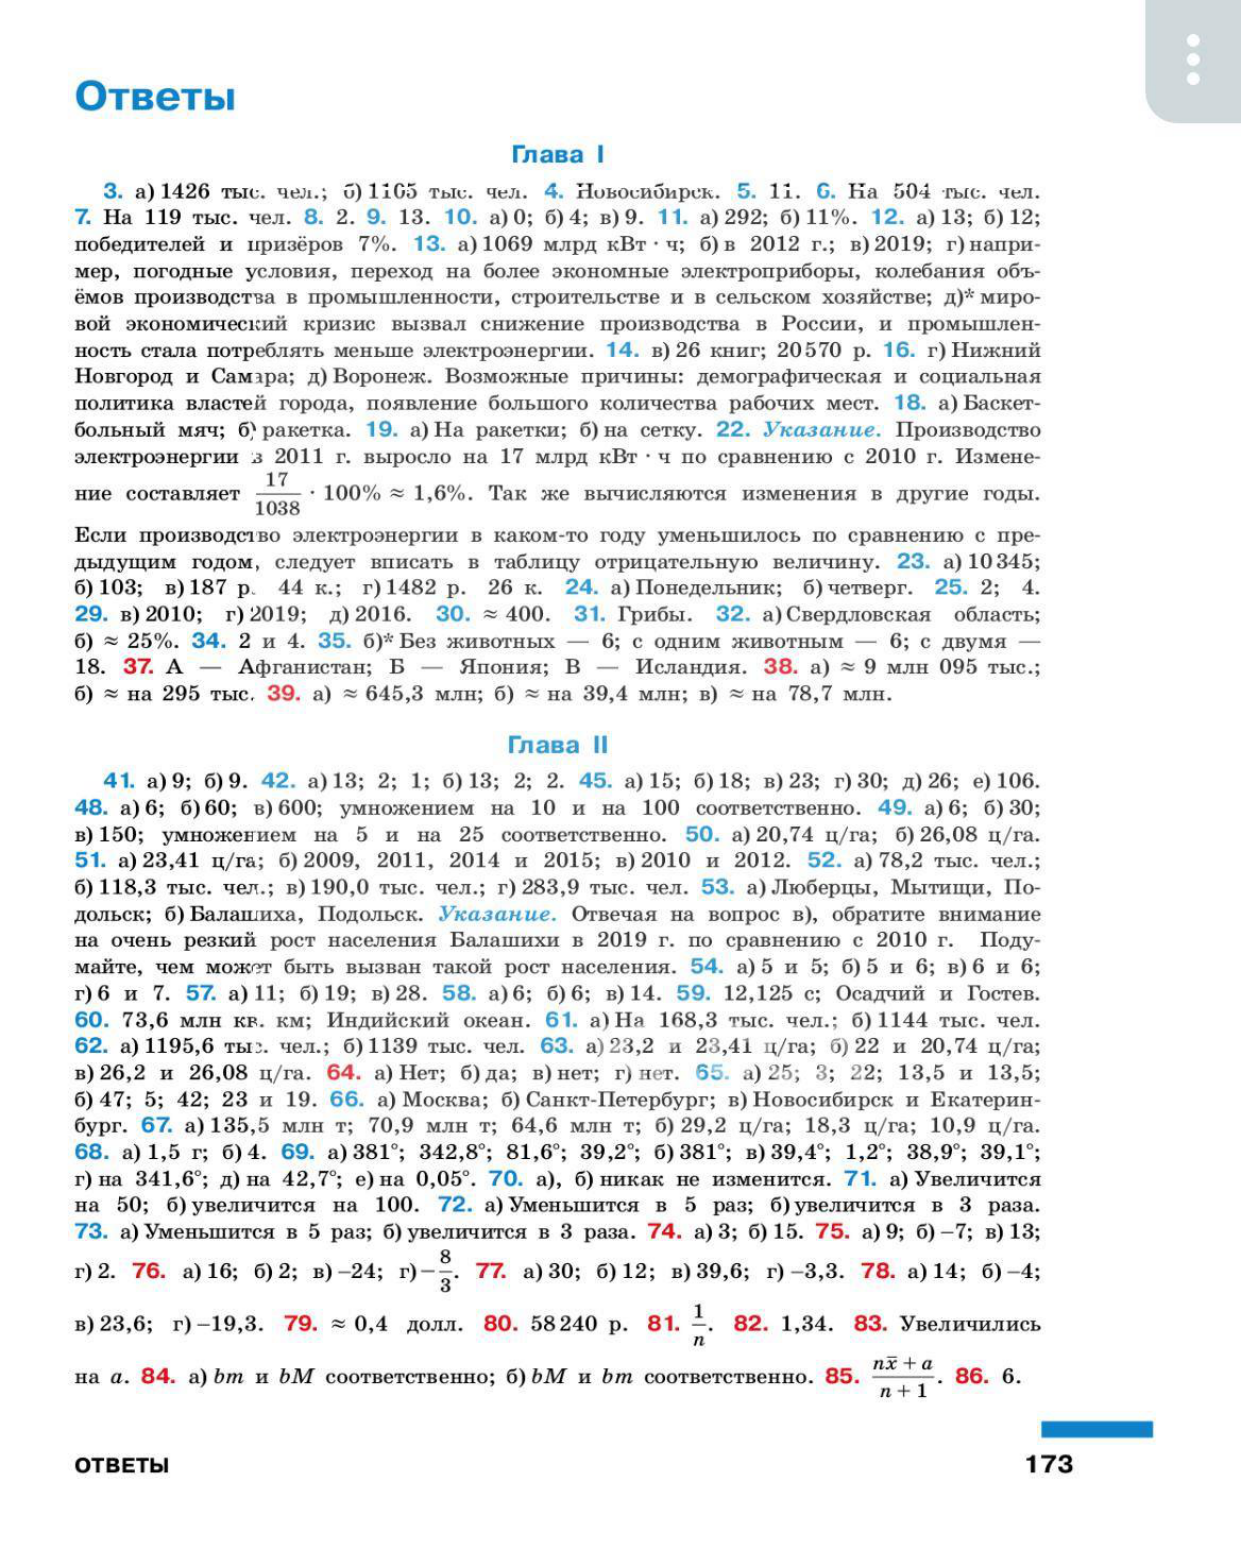 Ответы
Глава I
3. а) 1426 тыс. чел.; б) 1105 тыс. чел. 4. Новосибирск. 5. 11. 6. На 504 тыс. чел.
7. На 119 тыс. чел. 8. 2. 9. 13. 10. а) 0; б) 4; в) 9. 11. а) 292; б) 11%. 12. а) 13; б) 12;
победителей и призёров 7%. 13. а) 1069 млрд кВт · ч; б) в 2012 г.; в) 2019; г) напри-
мер, погодные условия, переход на более экономные электроприборы, колебания объ-
ёмов производства в промышленности, строительстве и в сельском хозяйстве; д)* миро-
вой экономический кризис вызвал снижение производства в России, и промышлен-
ность стала потреблять меньше электроэнергии. 14. в) 26 книг; 20 570 р. 16. г) Нижний
Новгород и Самара; д) Воронеж. Возможные причины: демографическая и социальная
политика властей города, появление большого количества рабочих мест. 18. а) Баскет-
больный мяч; б) ракетка. 19. а) На ракетки; б) на сетку. 22. Указание. Производство
электроэнергии в 2011 г. выросло на 17 млрд кВт · ч по сравнению с 2010 г. Измене-
ние составляет 17/1038 · 100% ≈ 1,6%. Так же вычисляются изменения в другие годы.
Если производство электроэнергии в каком-то году уменьшилось по сравнению с пре-
дыдущим годом, следует вписать в таблицу отрицательную величину. 23. а) 10 345;
б) 103; в) 187 р. 44 к.; г) 1482 р. 26 к. 24. а) Понедельник; б) четверг. 25. 2; 4.
29. в) 2010; г) 2019; д) 2016. 30. ≈ 400. 31. Грибы. 32. а) Свердловская область;
б) ≈ 25%. 34. 2 и 4. 35. б)* Без животных — 6; с одним животным — 6; с двумя —
18. 37. А — Афганистан; Б — Япония; В — Исландия. 38. а) ≈ 9 млн 095 тыс.;
б) ≈ на 295 тыс. 39. а) ≈ 645,3 млн; б) ≈ на 39,4 млн; в) ≈ на 78,7 млн.
Глава II
41. а) 9; б) 9. 42. а) 13; 2; 1; б) 13; 2; 2. 45. а) 15; б) 18; в) 23; г) 30; д) 26; е) 106.
48. а) 6; б) 60; в) 600; умножением на 10 и на 100 соответственно. 49. а) 6; б) 30;
в) 150; умножением на 5 и на 25 соответственно. 50. а) 20,74 ц/га; б) 26,08 ц/га.
51. а) 23,41 ц/га; б) 2009, 2011, 2014 и 2015; в) 2010 и 2012. 52. а) 78,2 тыс. чел.;
б) 118,3 тыс. чел.; в) 190,0 тыс. чел.; г) 283,9 тыс. чел. 53. а) Люберцы, Мытищи, По-
дольск; б) Балашиха, Подольск. Указание. Отвечая на вопрос в), обратите внимание
на очень резкий рост населения Балашихи в 2019 г. по сравнению с 2010 г. Поду-
майте, чем может быть вызван такой рост населения. 54. а) 5 и 5; б) 5 и 6; в) 6 и 6;
г) 6 и 7. 57. а) 11; б) 19; в) 28. 58. а) 6; б) 6; в) 14. 59. 12,125 с; Осадчий и Гостев.
60. 73,6 млн кв. км; Индийский океан. 61. а) На 168,3 тыс. чел.; б) 1144 тыс. чел.
62. а) 1195,6 тыс. чел.; б) 1139 тыс. чел. 63. а) 23,2 и 23,41 ц/га; б) 22 и 20,74 ц/га;
в) 26,2 и 26,08 ц/га. 64. а) Нет; б) да; в) нет; г) нет. 65. а) 25; 3; 22; 13,5 и 13,5;
б) 47; 5; 42; 23 и 19. 66. а) Москва; б) Санкт-Петербург; в) Новосибирск и Екатерин-
бург. 67. а) 135,5 млн т; 70,9 млн т; 64,6 млн т; б) 29,2 ц/га; 18,3 ц/га; 10,9 ц/га.
68. а) 1,5 г; б) 4. 69. а) 381°; 342,8°; 81,6°; 39,2°; б) 381°; в) 39,4°; 1,2°; 38,9°; 39,1°;
г) на 341,6°; д) на 42,7°; е) на 0,05°. 70. а), б) никак не изменится. 71. а) Увеличится
на 50; б) увеличится на 100. 72. а) Уменьшится в 5 раз; б) увеличится в 3 раза.
73. а) Уменьшится в 5 раз; б) увеличится в 3 раза. 74. а) 3; б) 15. 75. а) 9; б) –7; в) 13;
г) 2. 76. а) 16; б) 2; в) –24; г) –8/3. 77. а) 30; б) 12; в) 39,6; г) –3,3. 78. а) 14; б) –4;
в) 23,6; г) –19,3. 79. ≈ 0,4 долл. 80. 58 240 р. 81. 1/n. 82. 1,34. 83. Увеличились
на a. 84. а) bm и bM соответственно; б) bM и bm соответственно. 85. (nx̄ + a)/(n + 1). 86. 6.
ОТВЕТЫ 173